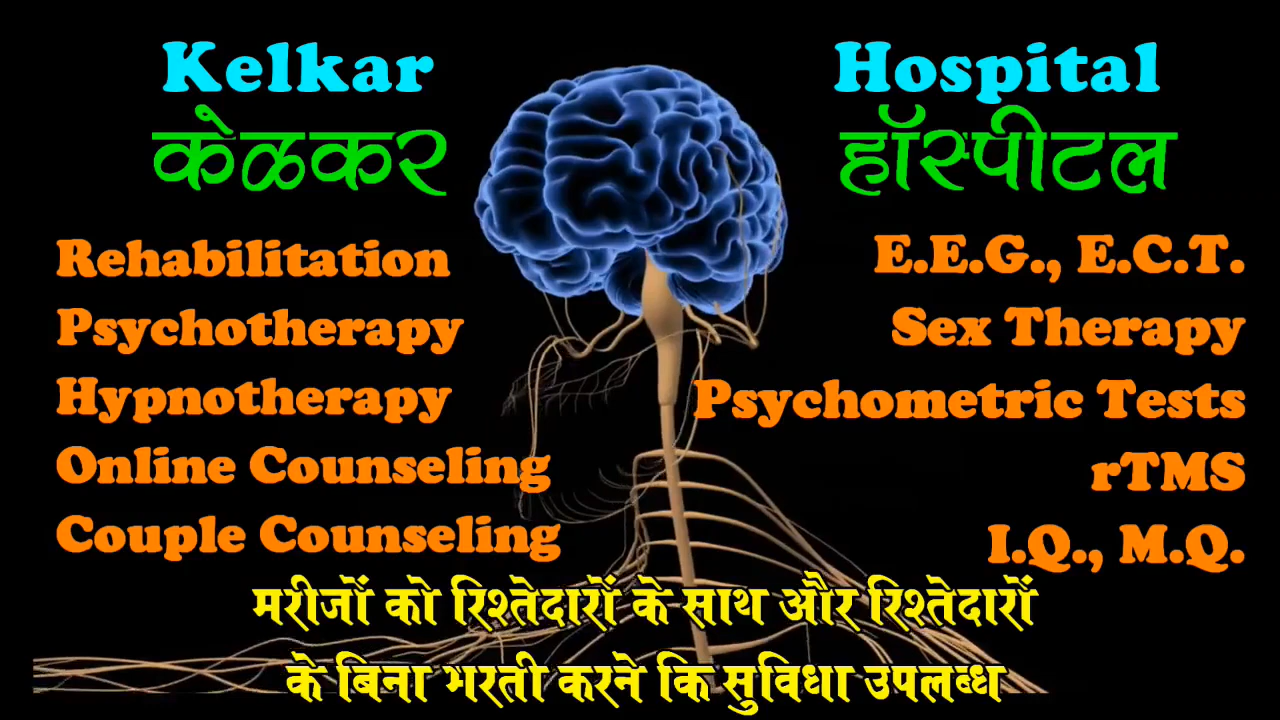 Kelkar Hospital
केळकर हॉस्पीटल
Rehabilitation
Psychotherapy
Hypnotherapy
Online Counseling
Couple Counseling
E.E.G., E.C.T.
Sex Therapy
Psychometric Tests
rTMS
I.Q., M.Q.
मरीजों को रिश्तेदारों के साथ और रिश्तेदारों
के बिना भरती करने कि सुविधा उपलब्ध